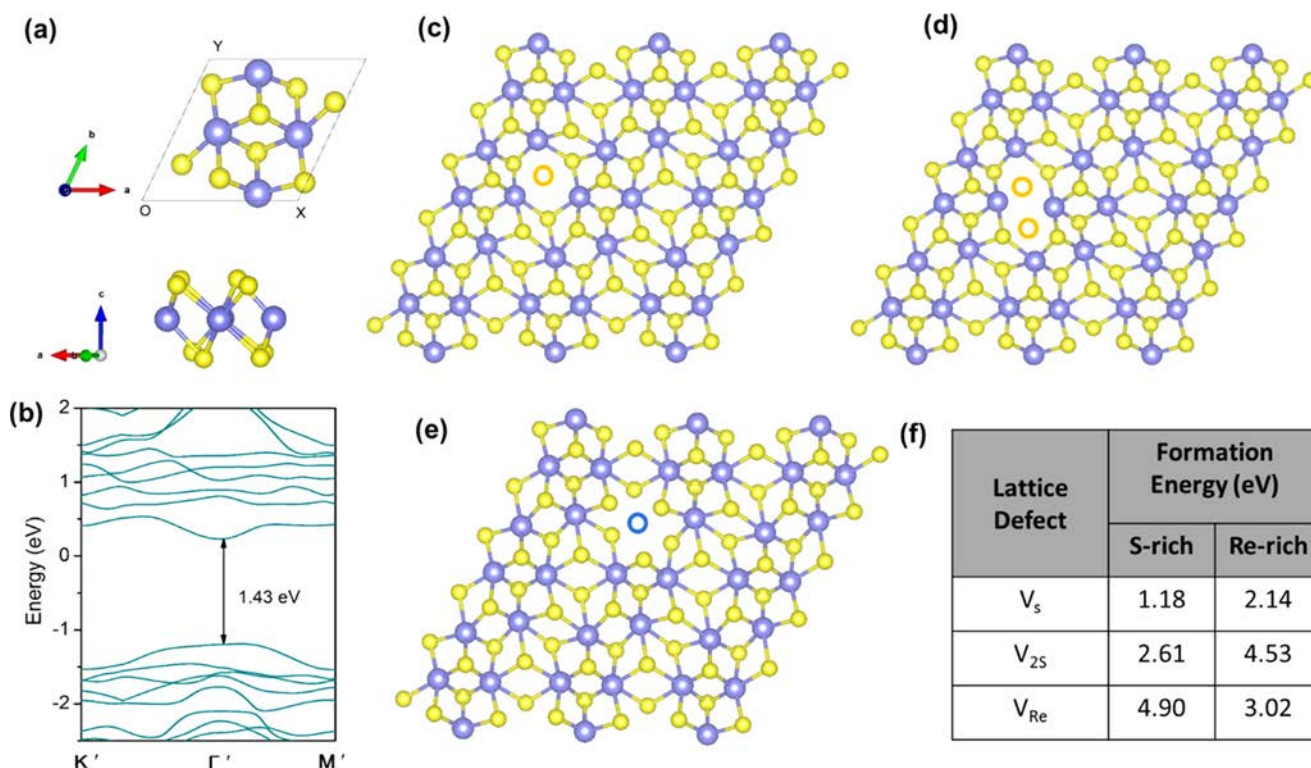 (a)
Y
b
a
O
X
c
a
b
(b)
2
1
0
-1
-2
Energy (eV)
1.43 eV
K ′
Γ ′
M ′
(c)
(d)
(e)
(f)
Lattice Defect
Formation Energy (eV)
S-rich
Re-rich
Vs
1.18
2.14
V2S
2.61
4.53
VRe
4.90
3.02